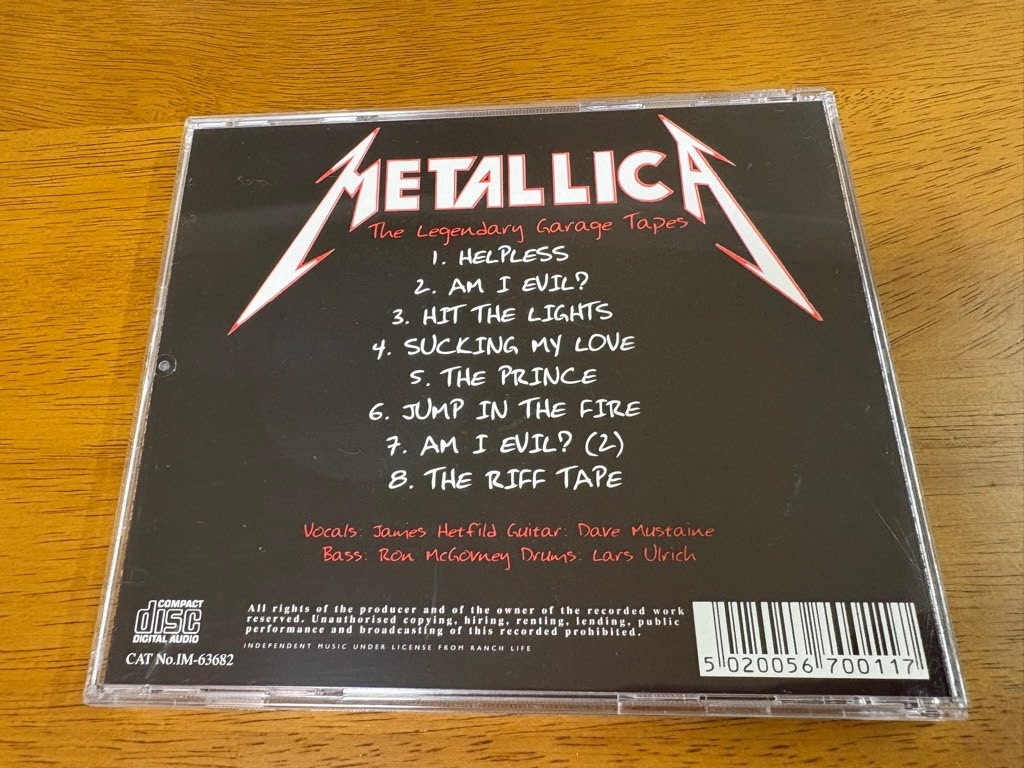 METALLICA
The Legendary Garage Tapes
1. HELPLESS
2. AM I EVIL?
3. HIT THE LIGHTS
4. SUCKING MY LOVE
5. THE PRINCE
6. JUMP IN THE FIRE
7. AM I EVIL? (2)
8. THE RIFF TAPE
Vocals: James Hetfild Guitar: Dave Mustaine
Bass: Ron McGovney Drums: Lars Ulrich
COMPACT
disc
DIGITAL AUDIO
CAT No.IM-63682
All rights of the producer and of the owner of the recorded work
reserved. Unauthorised copying, hiring, renting, lending, public
performance and broadcasting of this recorded prohibited.
INDEPENDENT MUSIC UNDER LICENSE FROM RANCH LIFE
5 020056 700117